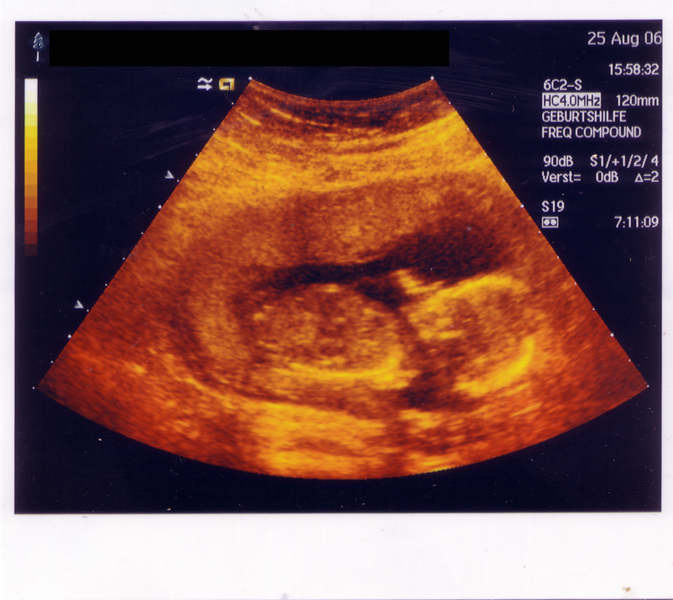 25 Aug 06
15:58:32
6C2-S
HC4.0MHz 120mm
GEBURTSHILFE
FREQ COMPOUND
90dB S1/+1/2/4
Verst= 0dB Δ=2
S19
7:11:09